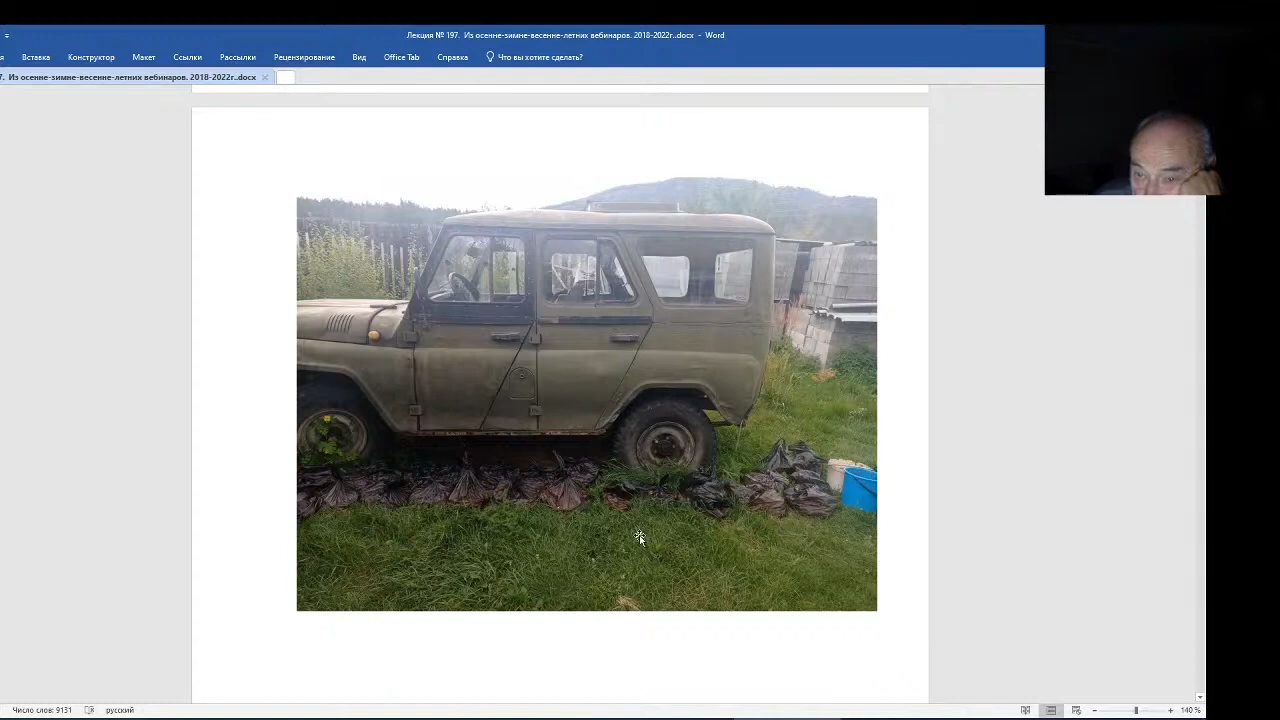 Лекция № 197. Из осенне-зимне-весенне-летних вебинаров. 2018-2022г..docx - Word
Вставка Конструктор Макет Ссылки Рассылки Рецензирование Вид Office Tab Справка Что вы хотите сделать?
7. Из осенне-зимне-весенне-летних вебинаров. 2018-2022г..docx
Число слов: 9131 русский 140 %